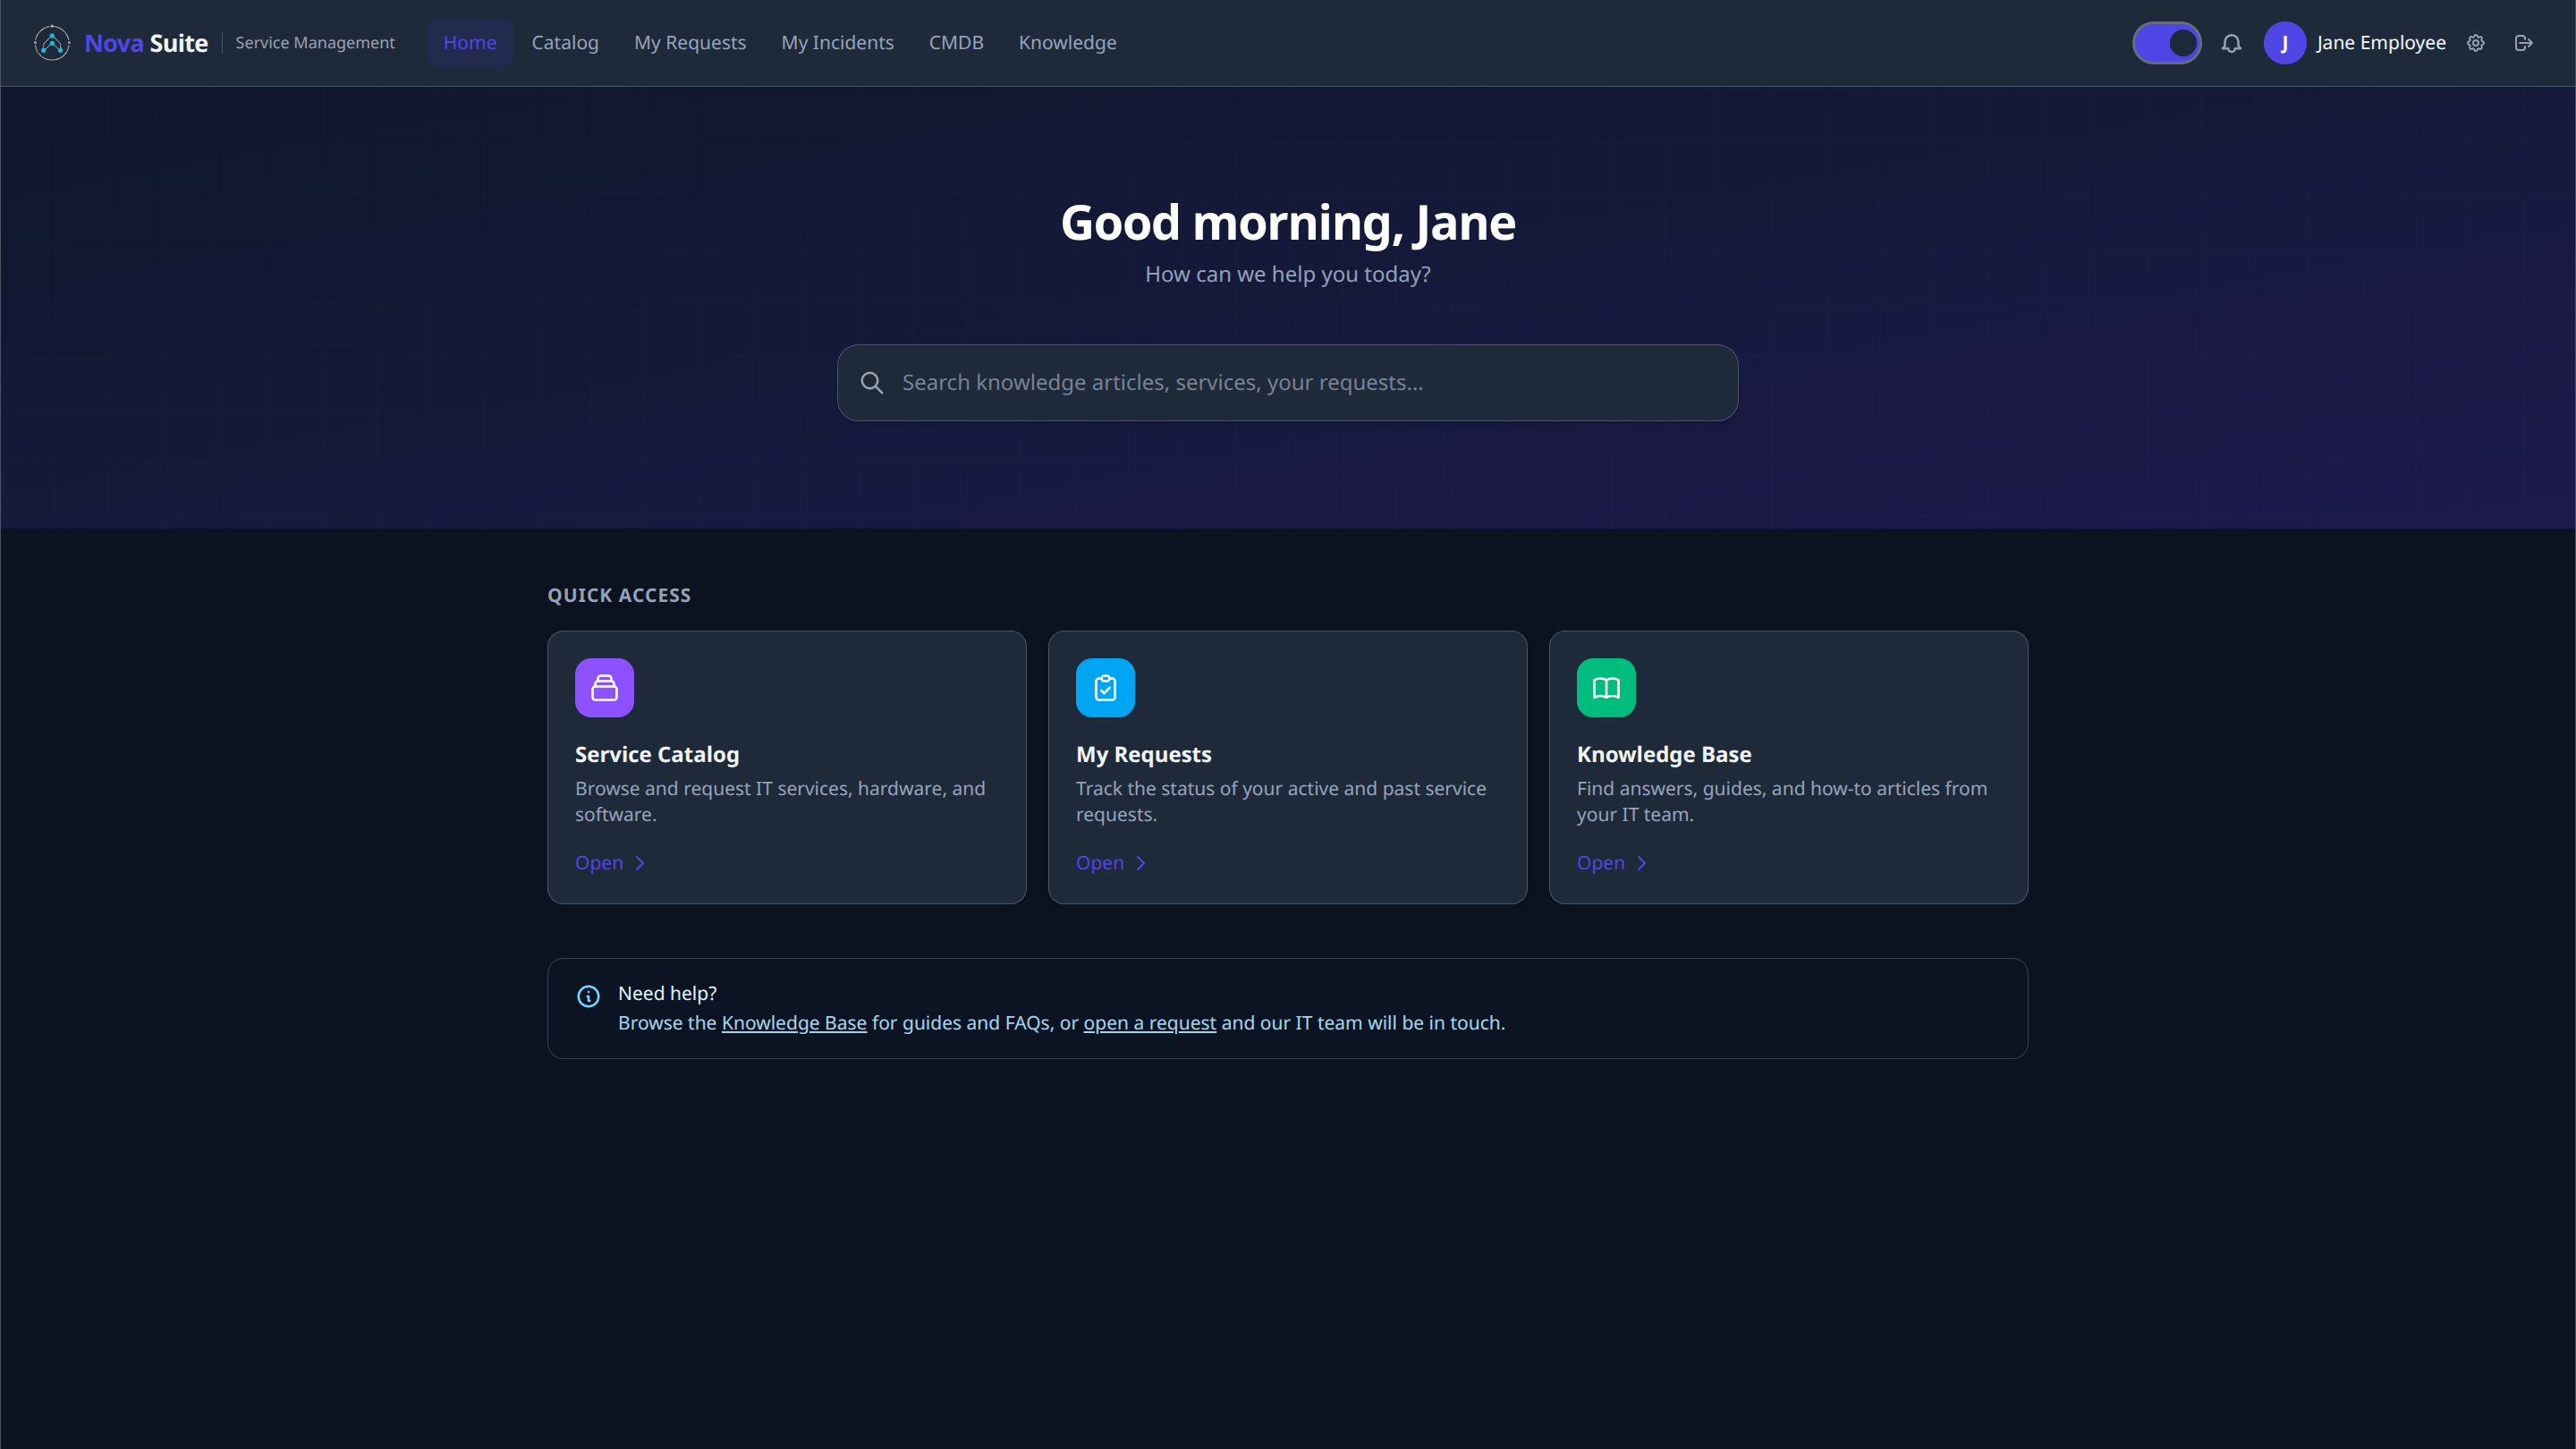 Nova Suite Service Management Home Catalog My Requests My Incidents CMDB Knowledge J Jane Employee
Good morning, Jane
How can we help you today?
Search knowledge articles, services, your requests...
QUICK ACCESS
Service Catalog
Browse and request IT services, hardware, and
software.
Open
My Requests
Track the status of your active and past service
requests.
Open
Knowledge Base
Find answers, guides, and how-to articles from
your IT team.
Open
Need help?
Browse the Knowledge Base for guides and FAQs, or open a request and our IT team will be in touch.